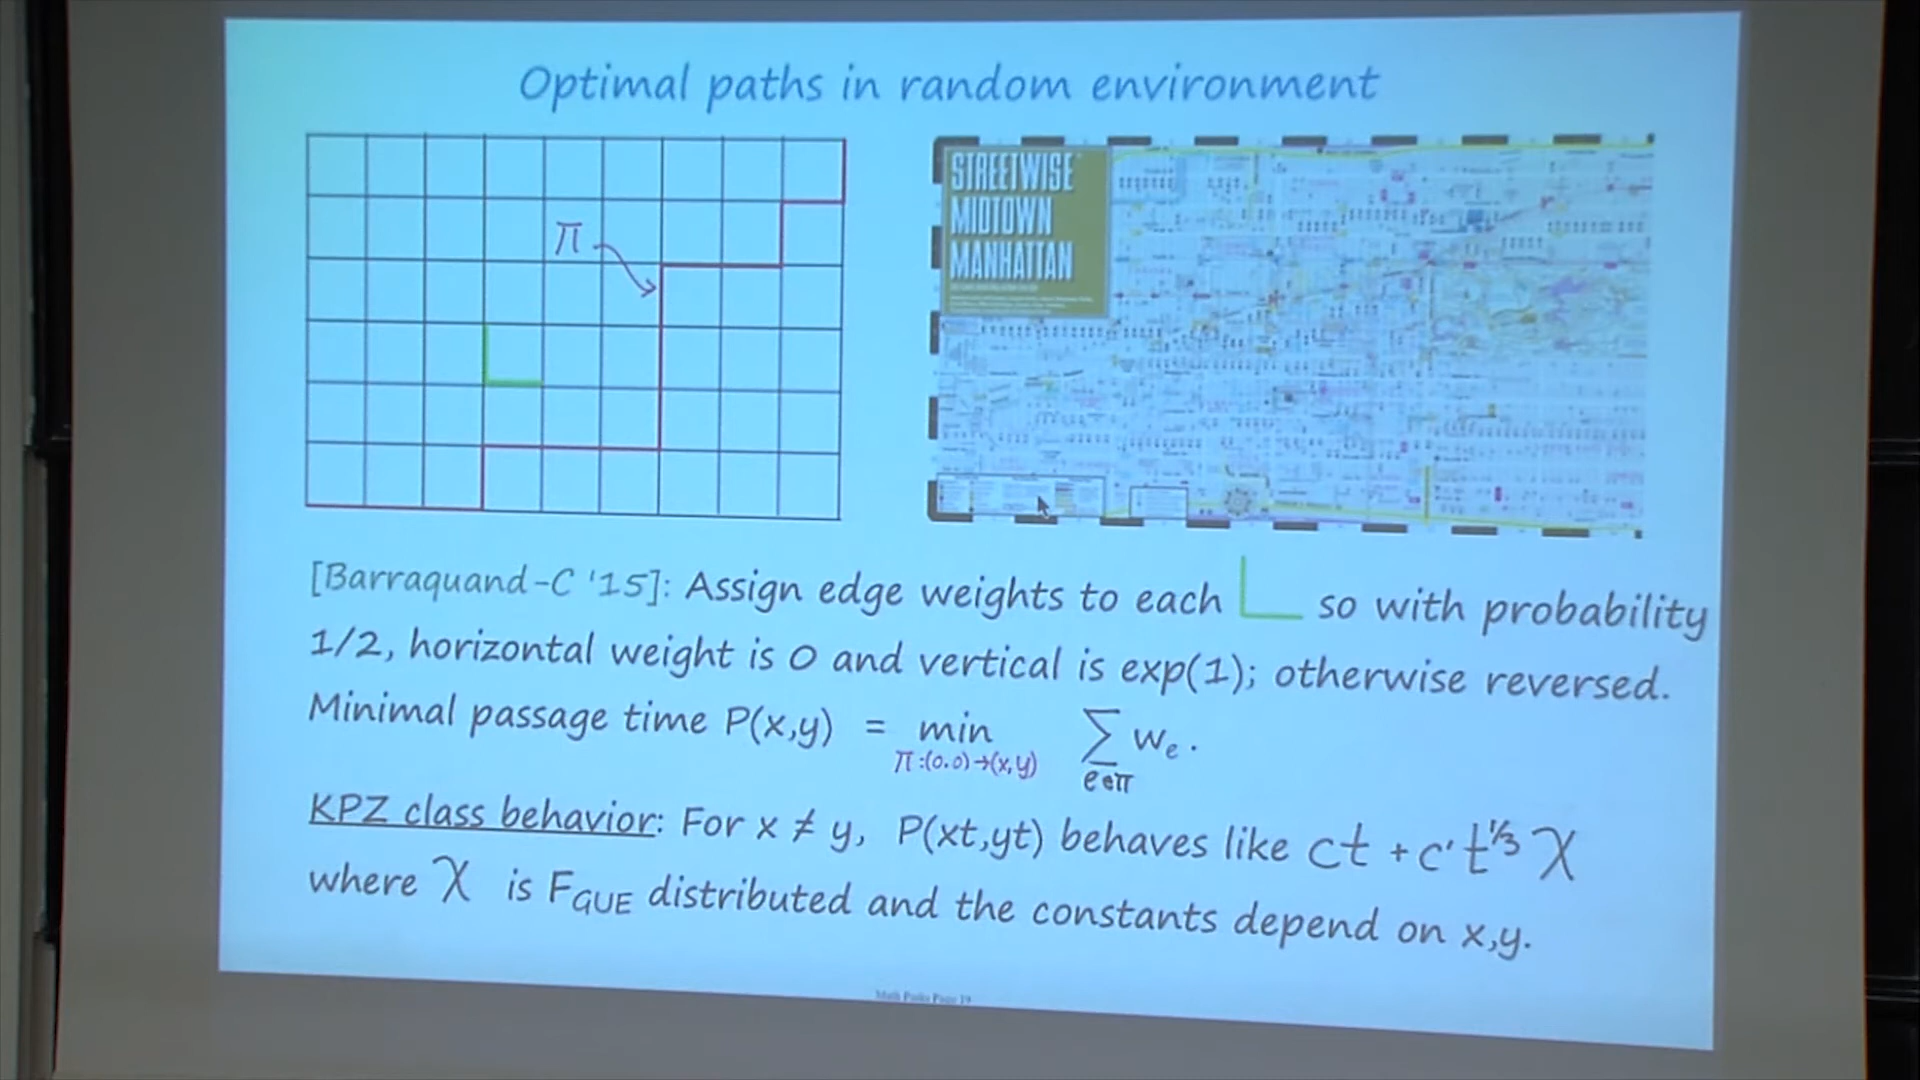 Optimal paths in random environment
π
STREETWISE
MIDTOWN
MANHATTAN
[Barraquand-C '15]: Assign edge weights to each so with probability
1/2, horizontal weight is 0 and vertical is exp(1); otherwise reversed.
Minimal passage time P(x,y) = min Σ wₑ.
π:(0,0)→(x,y) e∈π
KPZ class behavior: For x ≠ y, P(xt,yt) behaves like ct + c't^1/3 χ
where χ is F_GUE distributed and the constants depend on x,y.